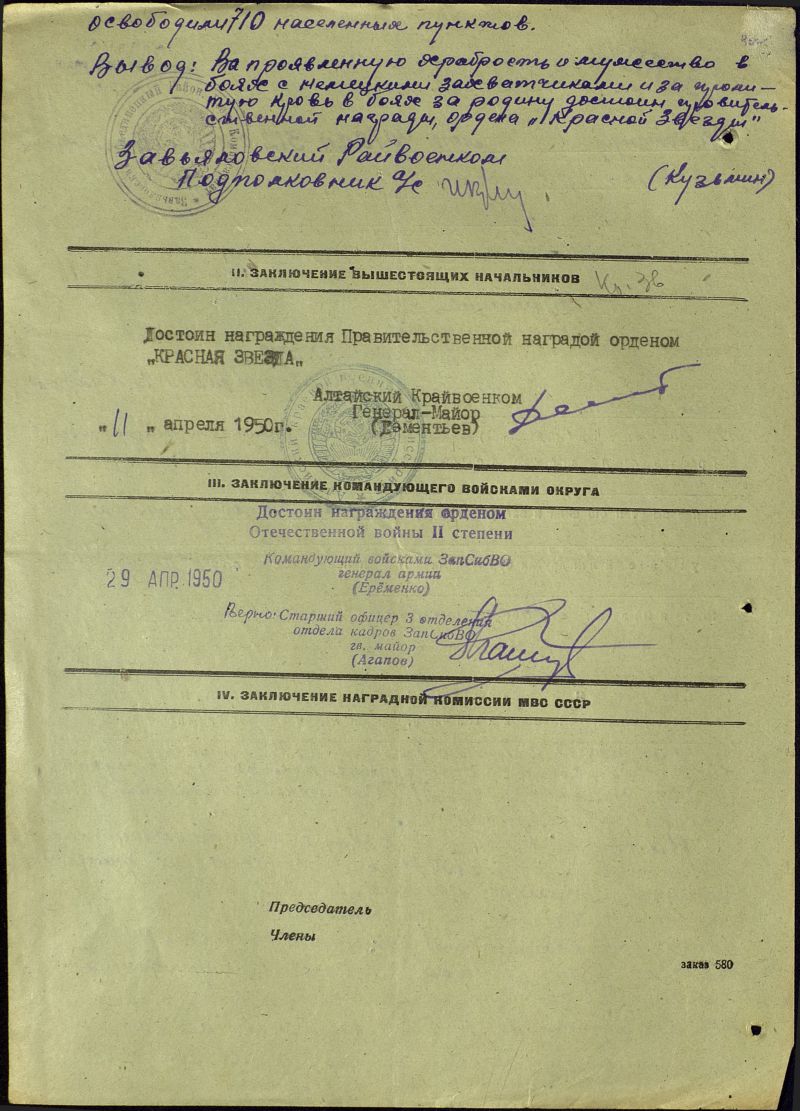 освободили 710 населенных пунктов.
Вывод: За проявленную храбрость и мужество в
боях с немецкими захватчиками и за проли-
тую кровь в боях за родину достоин правитель-
ственной награды, ордена „Красной Звезды"
Завьяловский Райвоенком
Подполковник
(Кузьмин)
II. ЗАКЛЮЧЕНИЕ ВЫШЕСТОЯЩИХ НАЧАЛЬНИКОВ
Кр. Зв
Достоин награждения Правительственной наградой орденом
„КРАСНАЯ ЗВЕЗДА„
Алтайский Крайвоенком
Генерал-Майор
„ 11 „ апреля 1950г. (Дементьев)
III. ЗАКЛЮЧЕНИЕ КОМАНДУЮЩЕГО ВОЙСКАМИ ОКРУГА
Достоин награждения орденом
Отечественной войны II степени
Командующий войсками ЗапСибВО
29 АПР. 1950 генерал армии
(Ерёменко)
Верно: Старший офицер 3 отделения
отдела кадров ЗапСибВО
гв. майор
(Агапов)
IV. ЗАКЛЮЧЕНИЕ НАГРАДНОЙ КОМИССИИ МВС СССР
Председатель
Члены
заказ 580